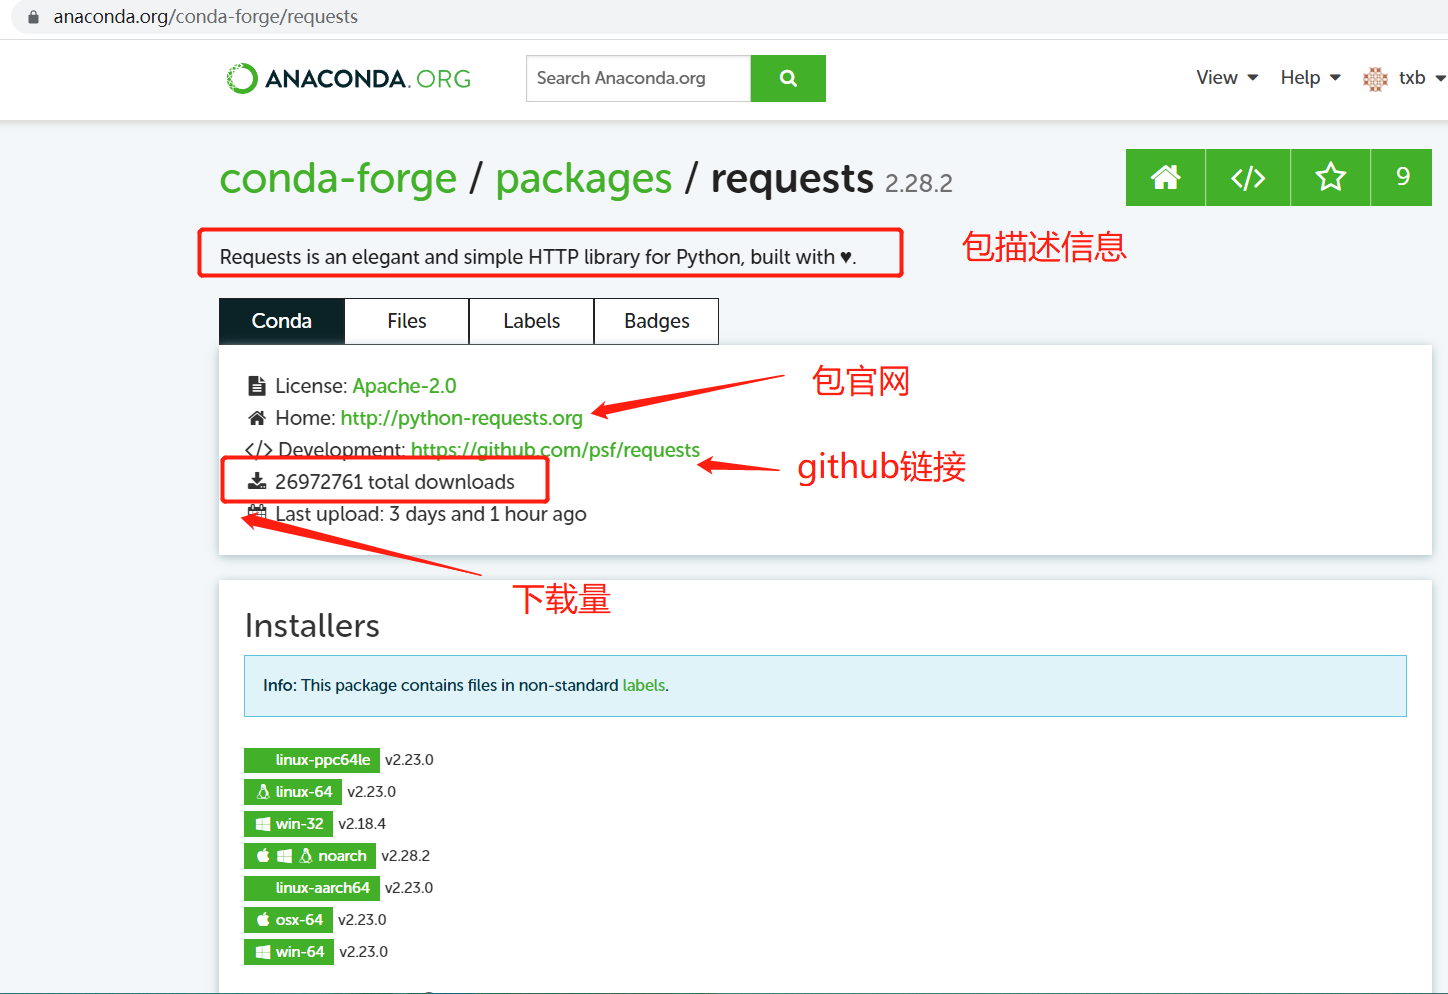 anaconda.org/conda-forge/requests
ANACONDA.ORG
Search Anaconda.org
View
Help
txb
conda-forge / packages / requests 2.28.2
9
Requests is an elegant and simple HTTP library for Python, built with ♥.
包描述信息
Conda
Files
Labels
Badges
License: Apache-2.0
包官网
Home: http://python-requests.org
</> Development: https://github.com/psf/requests
github链接
26972761 total downloads
Last upload: 3 days and 1 hour ago
下载量
Installers
Info: This package contains files in non-standard labels.
linux-ppc64le v2.23.0
linux-64 v2.23.0
win-32 v2.18.4
noarch v2.28.2
linux-aarch64 v2.23.0
osx-64 v2.23.0
win-64 v2.23.0